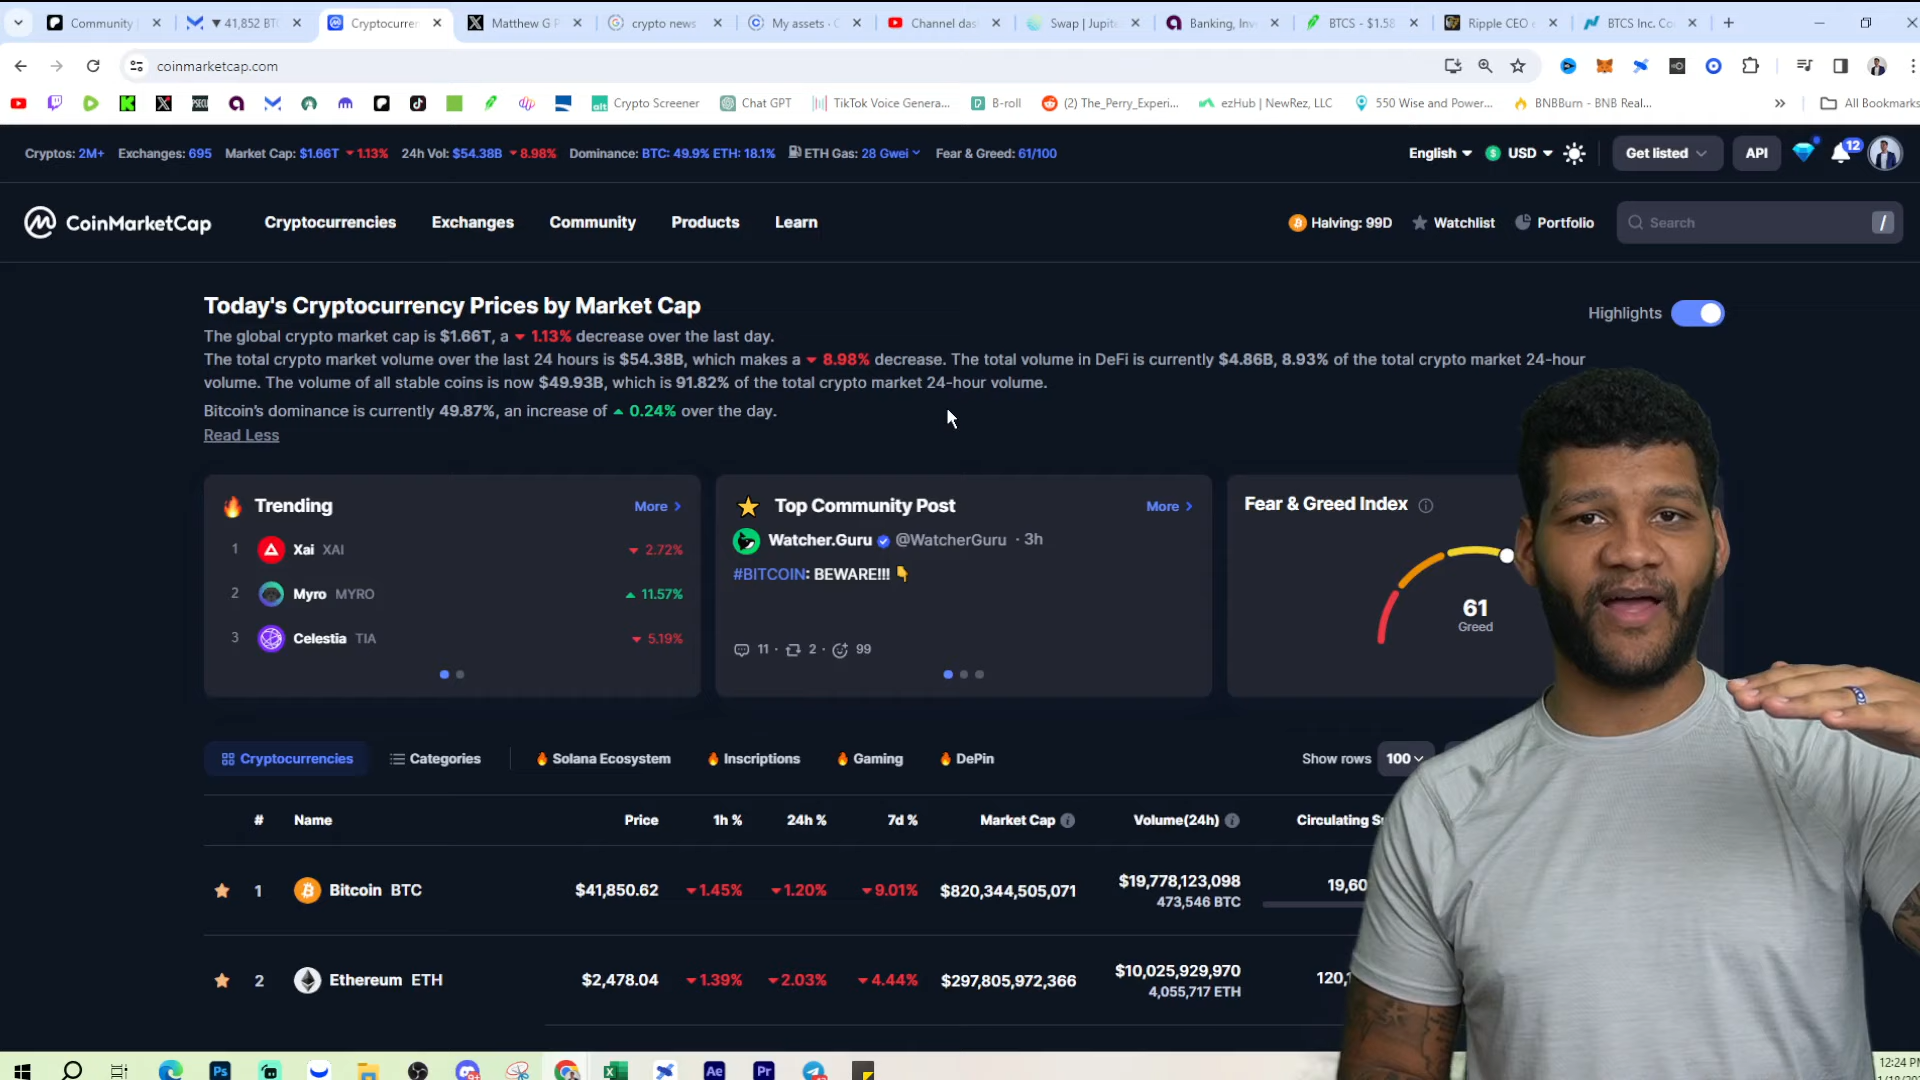 Community
▼ 41,852 BT
Cryptocurre
Matthew G P
crypto news
My assets - C
Channel das
Swap | Jupite
Banking, Inve
BTCS - $1.58
Ripple CEO e
BTCS Inc. Co
coinmarketcap.com
Crypto Screener
Chat GPT
TikTok Voice Genera...
B-roll
(2) The_Perry_Experi...
ezHub | NewRez, LLC
550 Wise and Power...
BNBBurn - BNB Real...
All Bookmarks
Cryptos: 2M+ Exchanges: 695 Market Cap: $1.66T 1.13% 24h Vol: $54.38B 8.98% Dominance: BTC: 49.9% ETH: 18.1% ETH Gas: 28 Gwei Fear & Greed: 61/100
English
USD
Get listed
API
12
CoinMarketCap
Cryptocurrencies Exchanges Community Products Learn
Halving: 99D Watchlist Portfolio Search /
Today's Cryptocurrency Prices by Market Cap
Highlights
The global crypto market cap is $1.66T, a 1.13% decrease over the last day.
The total crypto market volume over the last 24 hours is $54.38B, which makes a 8.98% decrease. The total volume in DeFi is currently $4.86B, 8.93% of the total crypto market 24-hour
volume. The volume of all stable coins is now $49.93B, which is 91.82% of the total crypto market 24-hour volume.
Bitcoin's dominance is currently 49.87%, an increase of 0.24% over the day.
Read Less
Trending
More
1 Xai XAI 2.72%
2 Myro MYRO 11.57%
3 Celestia TIA 5.19%
Top Community Post
More
Watcher.Guru @WatcherGuru · 3h
#BITCOIN: BEWARE!!!
11 · 2 · 99
Fear & Greed Index
61
Greed
Cryptocurrencies Categories Solana Ecosystem Inscriptions Gaming DePin
Show rows 100
# Name Price 1h % 24h % 7d % Market Cap Volume(24h) Circulating S
1 Bitcoin BTC $41,850.62 1.45% 1.20% 9.01% $820,344,505,071 $19,778,123,098 19,60
473,546 BTC
2 Ethereum ETH $2,478.04 1.39% 2.03% 4.44% $297,805,972,366 $10,025,929,970 120,1
4,055,717 ETH
Ps
Ae
Pr
12:24 PM